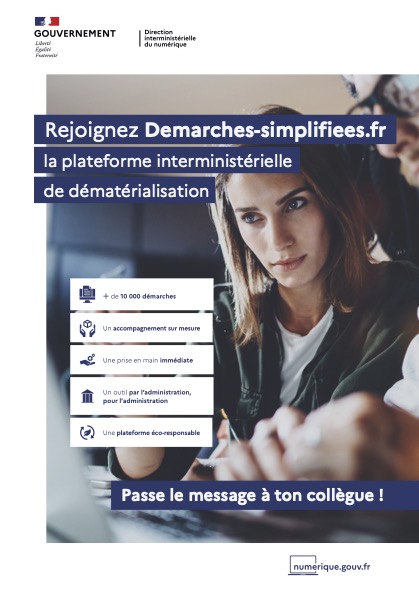 GOUVERNEMENT
Liberté
Égalité
Fraternité
Direction
interministérielle
du numérique
Rejoignez Demarches-simplifiees.fr
la plateforme interministérielle
de dématérialisation
+ de 10 000 démarches
Un accompagnement sur mesure
Une prise en main immédiate
Un outil par l'administration,
pour l'administration
Une plateforme éco-responsable
Passe le message à ton collègue !
numerique.gouv.fr